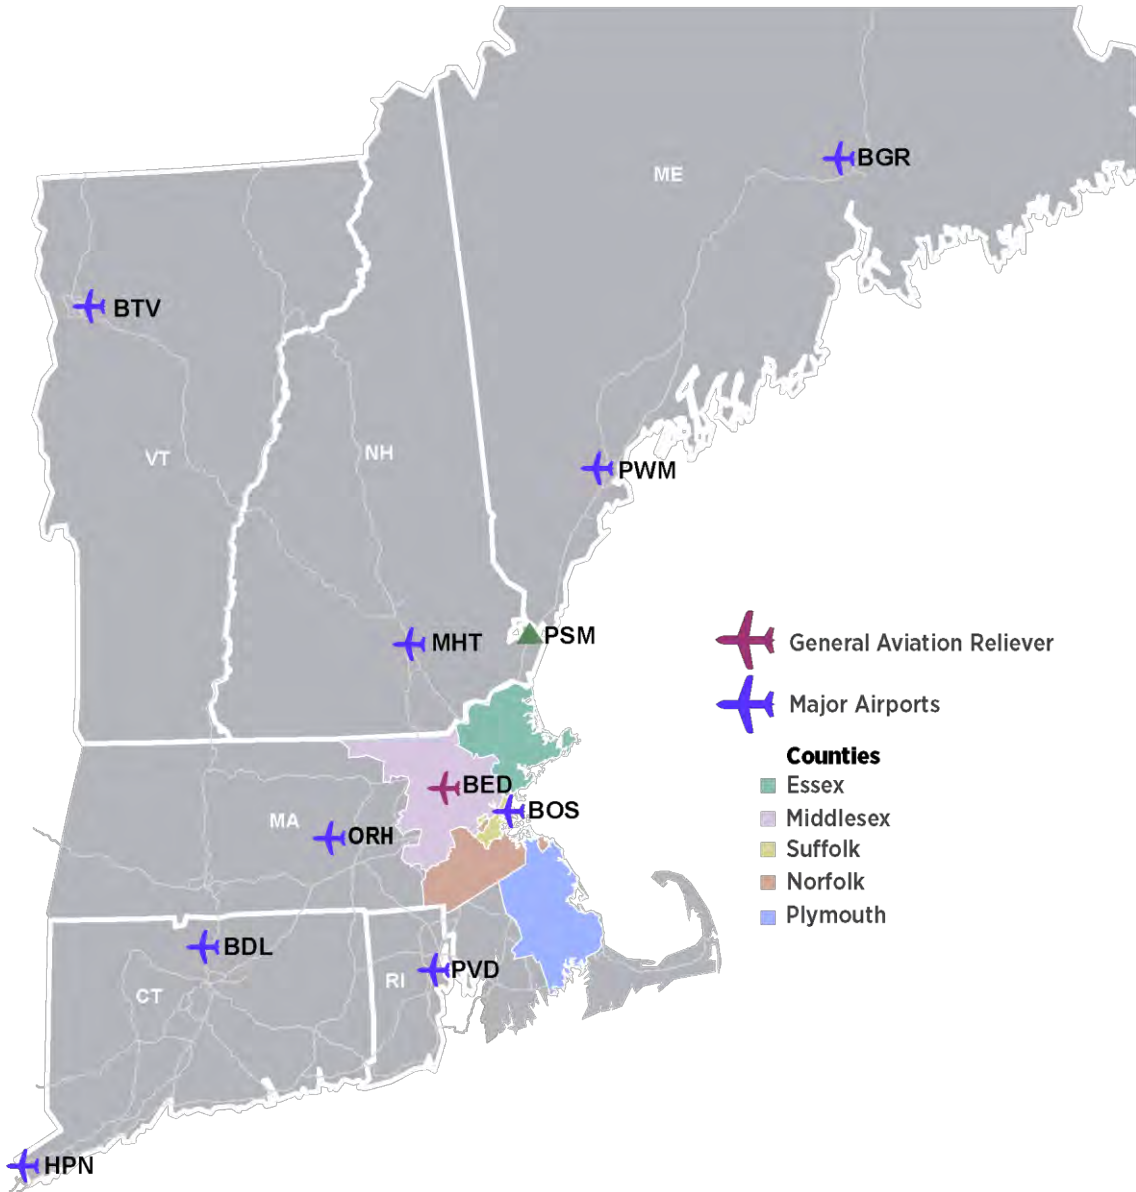 BGR
ME
BTV
VT
NH
PWM
MHT
PSM
General Aviation Reliever
Major Airports
Counties
Essex
Middlesex
Suffolk
Norfolk
Plymouth
BED
BOS
MA
ORH
BDL
PVD
RI
CT
HPN